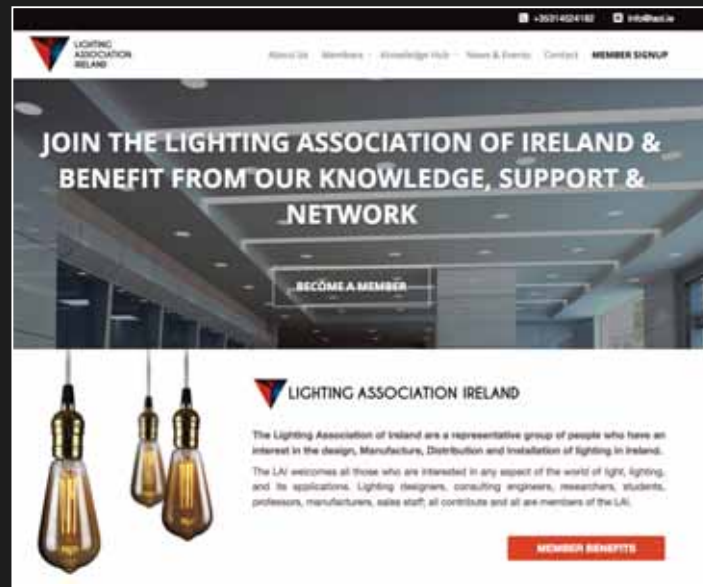 +35314624182 info@aoi.ie
LIGHTING
ASSOCIATION
IRELAND
About Us Members Knowledge Hub News & Events Contact MEMBER SIGNUP
JOIN THE LIGHTING ASSOCIATION OF IRELAND &
BENEFIT FROM OUR KNOWLEDGE, SUPPORT &
NETWORK
BECOME A MEMBER
LIGHTING ASSOCIATION IRELAND
The Lighting Association of Ireland are a representative group of people who have an
interest in the design, Manufacture, Distribution and Installation of lighting in Ireland.
The LAI welcomes all those who are interested in any aspect of the world of light, lighting,
and its applications. Lighting designers, consulting engineers, researchers, students,
professors, manufacturers, sales staff; all contribute and all are members of the LAI.
MEMBER BENEFITS